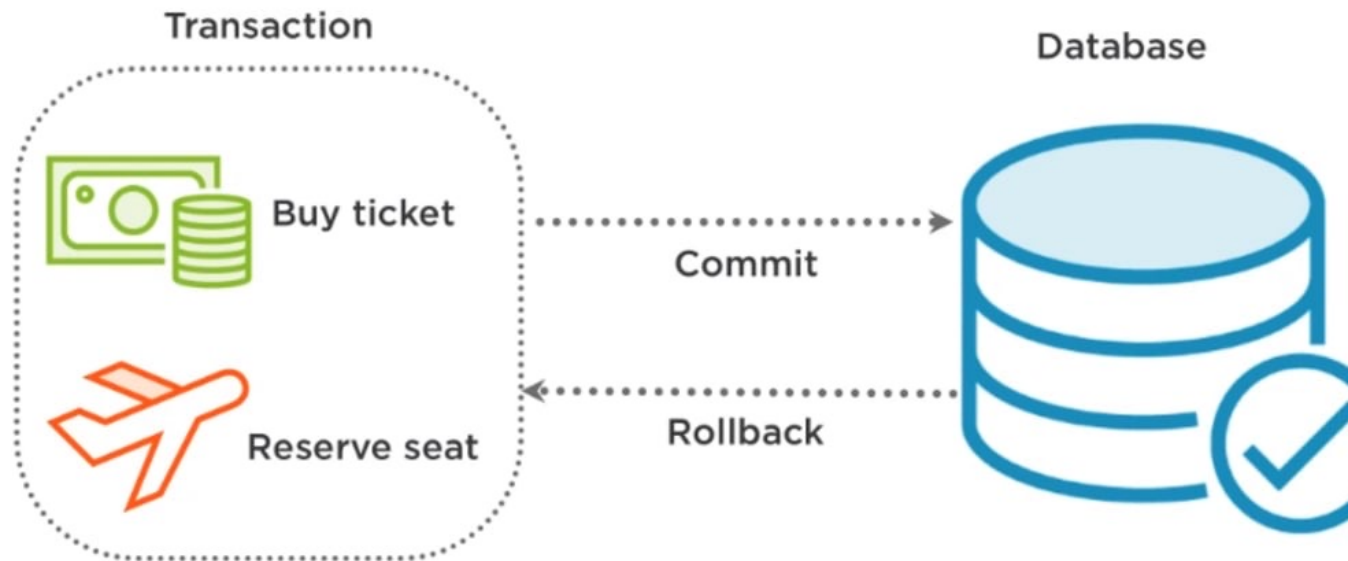 Transaction
Database
Buy ticket
Commit
Rollback
Reserve seat